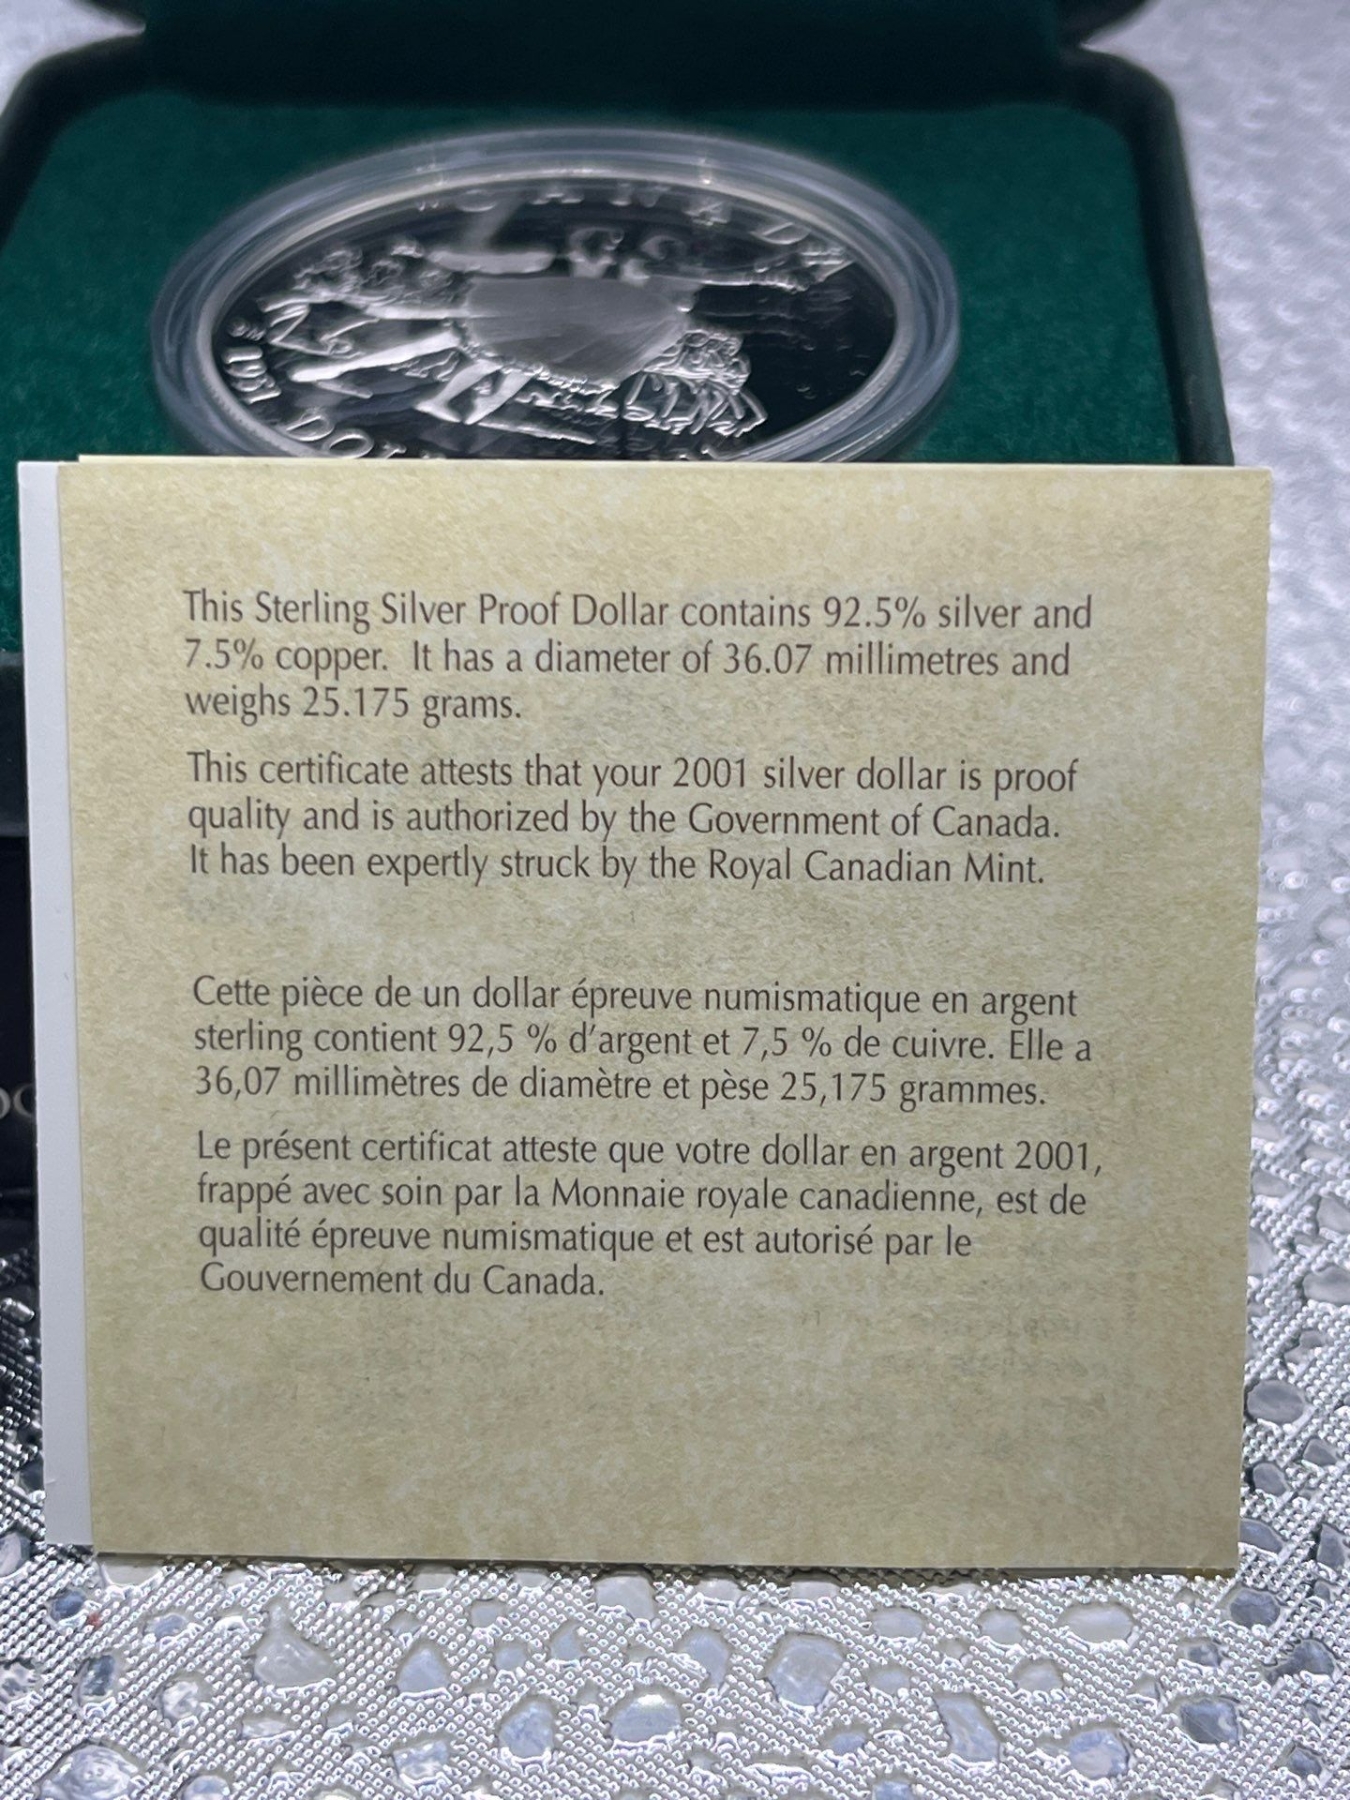 CANADA
DOL
This Sterling Silver Proof Dollar contains 92.5% silver and
7.5% copper. It has a diameter of 36.07 millimetres and
weighs 25.175 grams.
This certificate attests that your 2001 silver dollar is proof
quality and is authorized by the Government of Canada.
It has been expertly struck by the Royal Canadian Mint.
Cette pièce de un dollar épreuve numismatique en argent
sterling contient 92,5 % d'argent et 7,5 % de cuivre. Elle a
36,07 millimètres de diamètre et pèse 25,175 grammes.
Le présent certificat atteste que votre dollar en argent 2001,
frappé avec soin par la Monnaie royale canadienne, est de
qualité épreuve numismatique et est autorisé par le
Gouvernement du Canada.